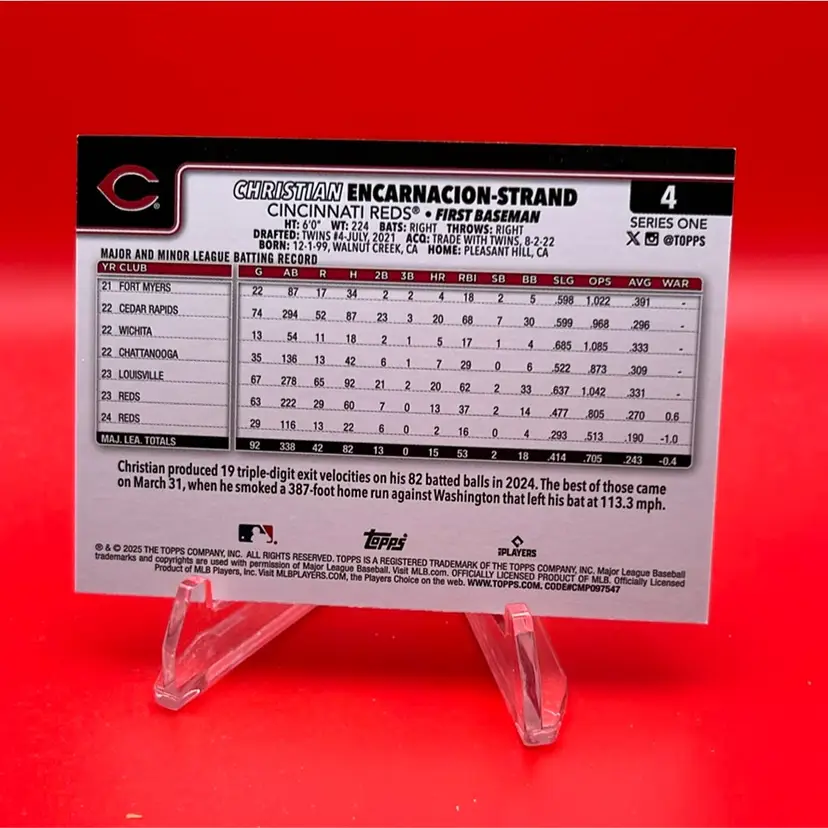 CHRISTIAN ENCARNACION-STRAND
4
CINCINNATI REDS® • FIRST BASEMAN
SERIES ONE
HT: 6'0" WT: 224 BATS: RIGHT THROWS: RIGHT
@TOPPS
DRAFTED: TWINS #4-JULY, 2021 ACQ: TRADE WITH TWINS, 8-2-22
BORN: 12-1-99, WALNUT CREEK, CA HOME: PLEASANT HILL, CA
MAJOR AND MINOR LEAGUE BATTING RECORD
YR CLUB G AB R H 2B 3B HR RBI SB BB SLG OPS AVG WAR
21 FORT MYERS 22 87 17 34 2 2 4 18 2 5 .598 1.022 .391 -
22 CEDAR RAPIDS 74 294 52 87 23 3 20 68 7 30 .599 .968 .296 -
22 WICHITA 13 54 11 18 2 1 5 17 1 4 .685 1.085 .333 -
22 CHATTANOOGA 35 136 13 42 6 1 7 29 0 6 .522 .873 .309 -
23 LOUISVILLE 67 278 65 92 21 2 20 62 2 33 .637 1.042 .331 -
23 REDS 63 222 29 60 7 0 13 37 2 14 .477 .805 .270 0.6
24 REDS 29 116 13 22 6 0 2 16 0 4 .293 .513 .190 -1.0
MAJ. LEA. TOTALS 92 338 42 82 13 0 15 53 2 18 .414 .705 .243 -0.4
Christian produced 19 triple-digit exit velocities on his 82 batted balls in 2024. The best of those came
on March 31, when he smoked a 387-foot home run against Washington that left his bat at 113.3 mph.
topps
PLAYERS
® & © 2025 THE TOPPS COMPANY, INC. ALL RIGHTS RESERVED. TOPPS IS A REGISTERED TRADEMARK OF THE TOPPS COMPANY, INC. Major League Baseball
trademarks and copyrights are used with permission of Major League Baseball. Visit MLB.com. OFFICIALLY LICENSED PRODUCT OF MLB. Officially Licensed
Product of MLB Players, Inc. Visit MLBPLAYERS.COM, the Players Choice on the web. WWW.TOPPS.COM. CODE#CMP097547